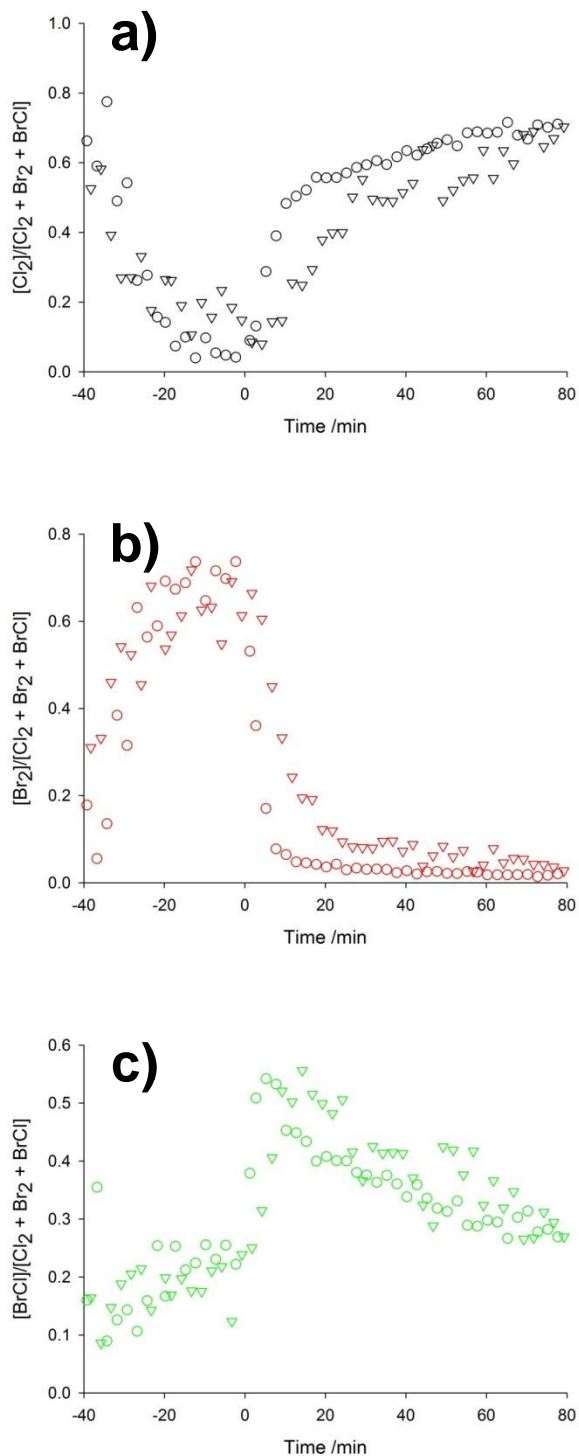 a)
1.0
0.8
0.6
0.4
0.2
0.0
[Cl2]/[Cl2 + Br2 + BrCl]
-40 -20 0 20 40 60 80
Time /min
b)
0.8
0.6
0.4
0.2
0.0
[Br2]/[Cl2 + Br2 + BrCl]
-40 -20 0 20 40 60 80
Time /min
c)
0.6
0.5
0.4
0.3
0.2
0.1
0.0
[BrCl]/[Cl2 + Br2 + BrCl]
-40 -20 0 20 40 60 80
Time /min